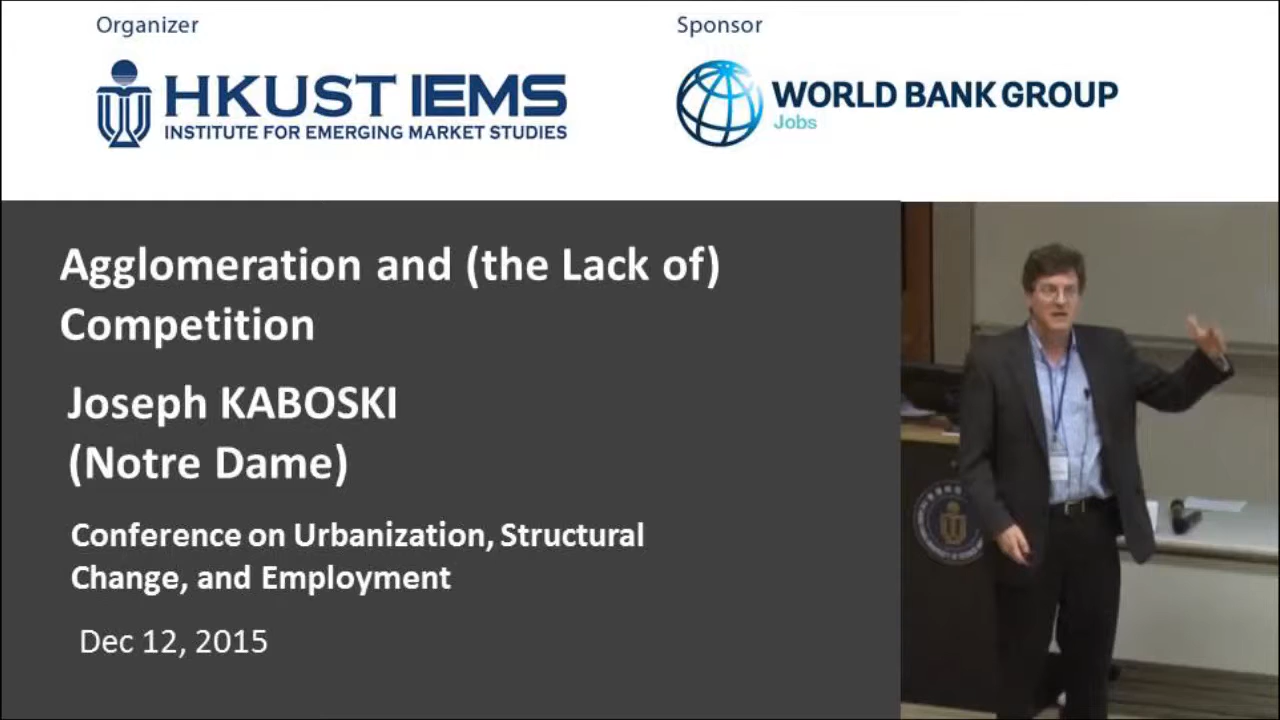 Organizer
Sponsor
HKUST IEMS
INSTITUTE FOR EMERGING MARKET STUDIES
WORLD BANK GROUP
Jobs
Agglomeration and (the Lack of)
Competition
Joseph KABOSKI
(Notre Dame)
Conference on Urbanization, Structural
Change, and Employment
Dec 12, 2015